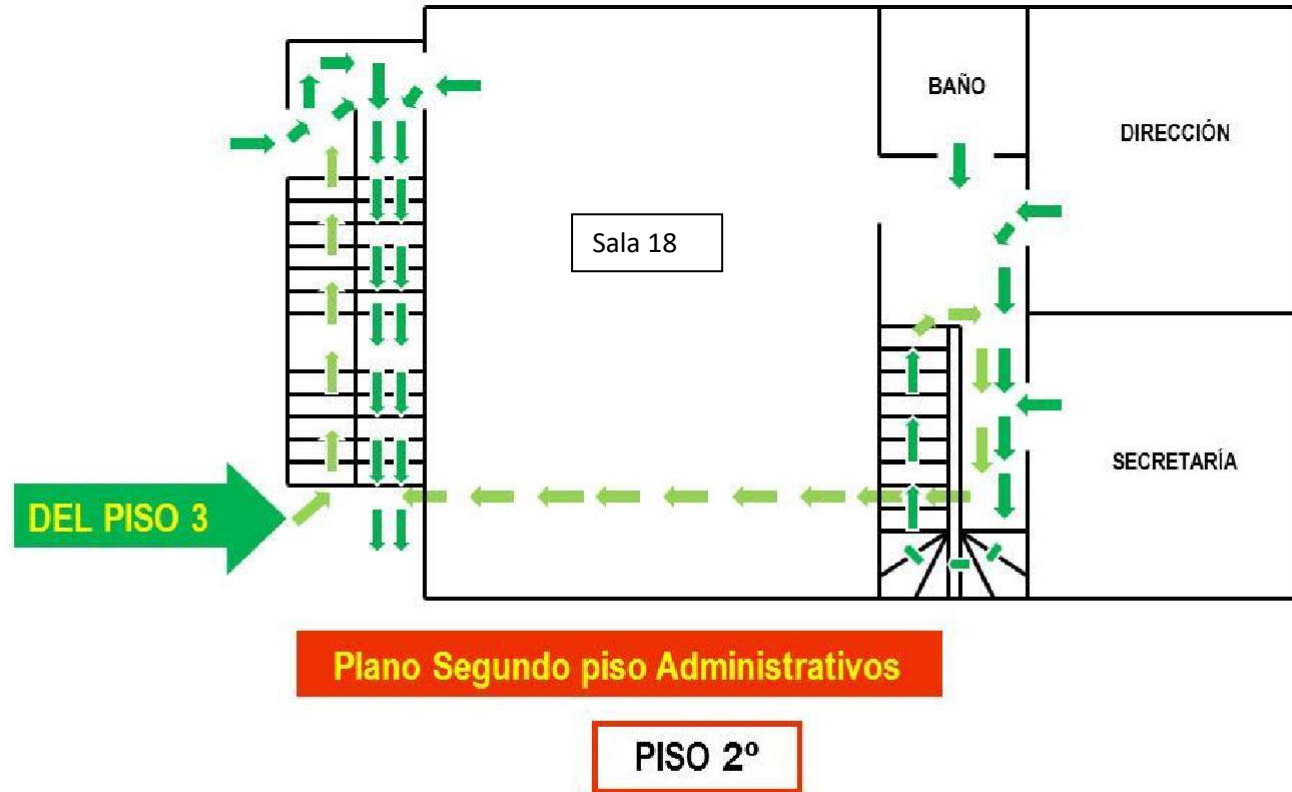 BAÑO
DIRECCIÓN
Sala 18
SECRETARÍA
DEL PISO 3
Plano Segundo piso Administrativos
PISO 2º